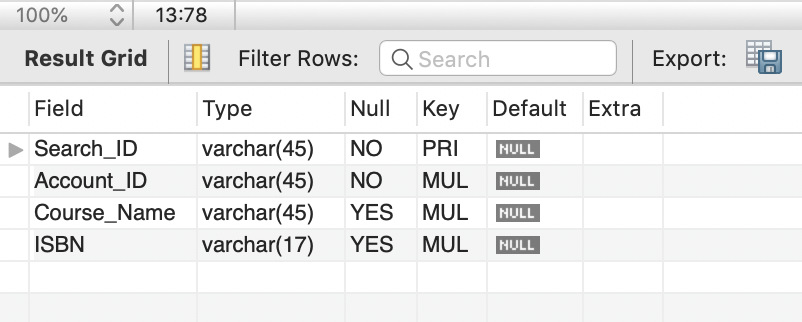 100% 13:78
Result Grid Filter Rows: Search Export:
Field Type Null Key Default Extra
Search_ID varchar(45) NO PRI NULL
Account_ID varchar(45) NO MUL NULL
Course_Name varchar(45) YES MUL NULL
ISBN varchar(17) YES MUL NULL